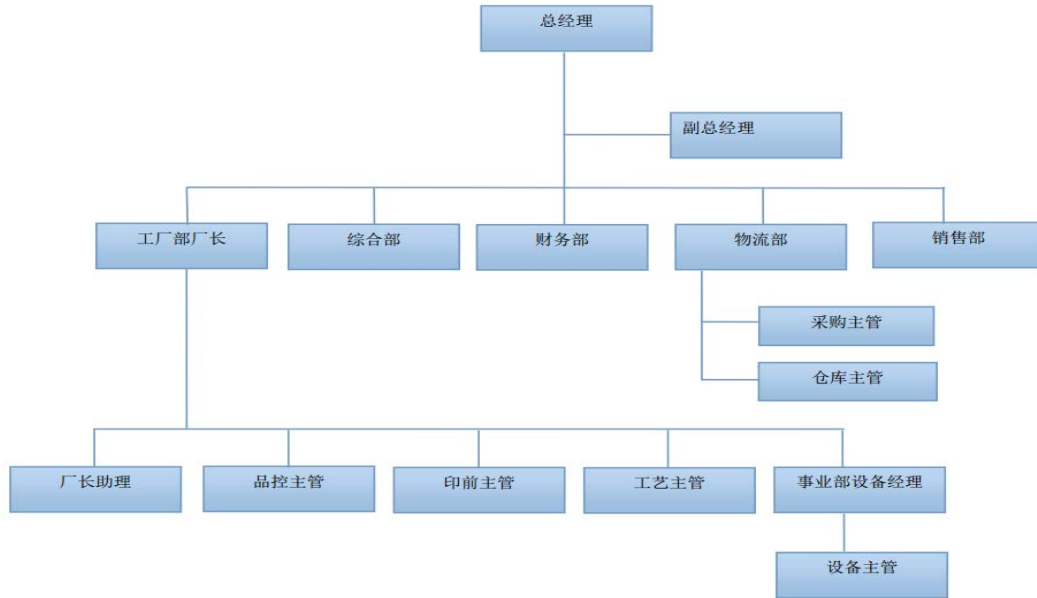 总经理
副总经理
工厂部厂长
综合部
财务部
物流部
销售部
采购主管
仓库主管
厂长助理
品控主管
印前主管
工艺主管
事业部设备经理
设备主管